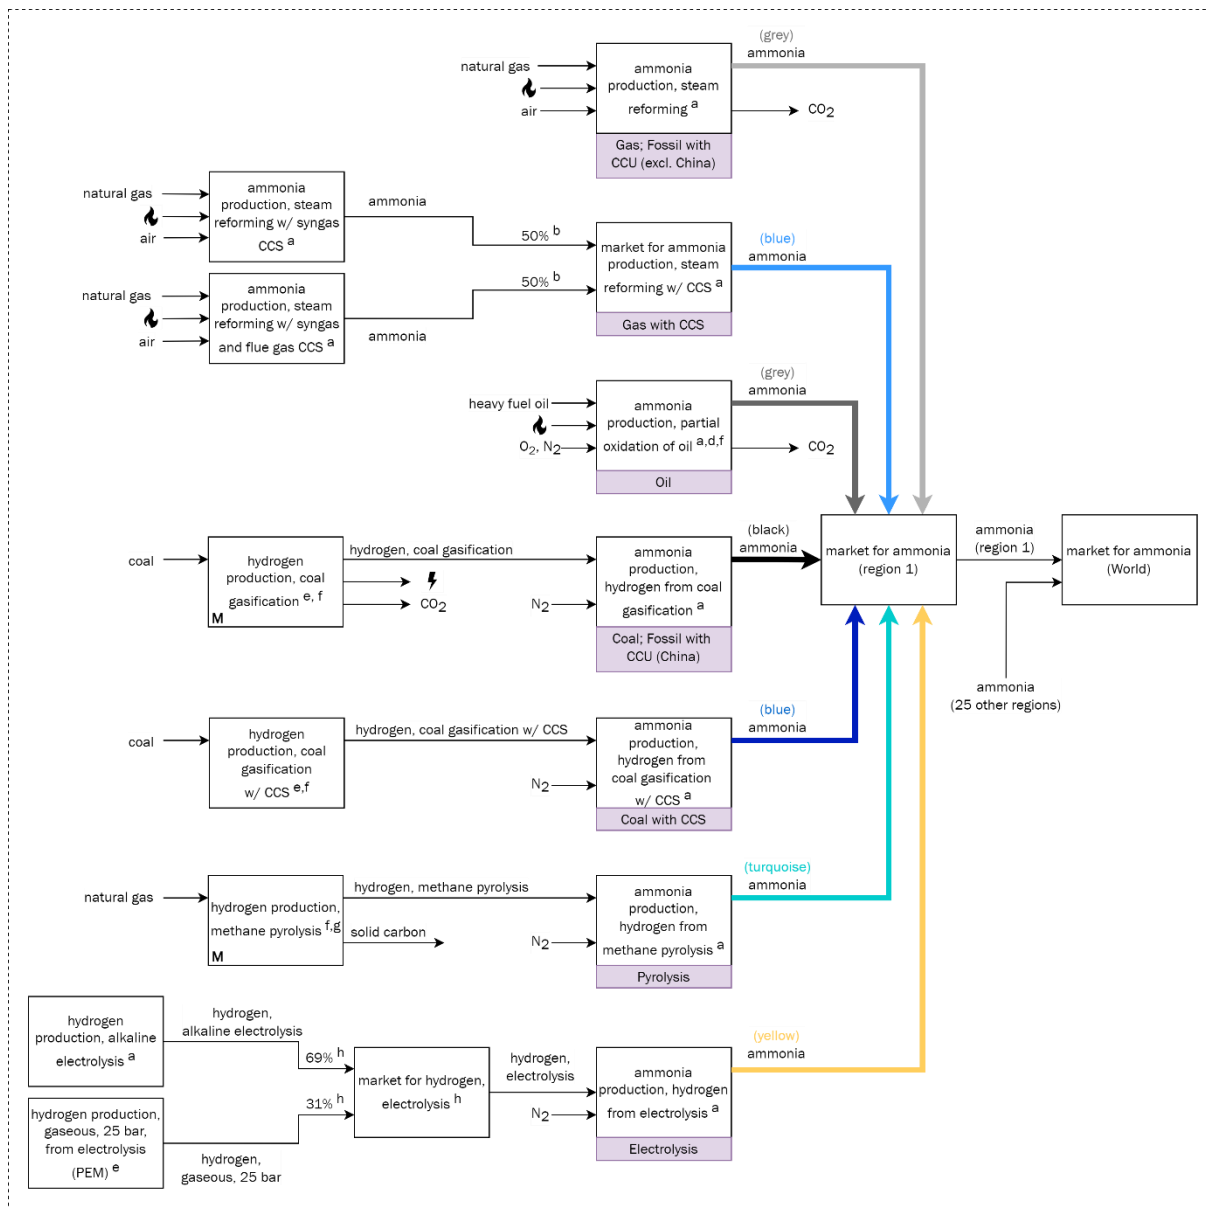 (grey)
ammonia
natural gas
air
ammonia
production, steam
reforming a
CO2
Gas; Fossil with
CCU (excl. China)
natural gas
air
ammonia
production, steam
reforming w/ syngas
CCS a
ammonia
50% b
natural gas
air
ammonia
production, steam
reforming w/ syngas
and flue gas CCS a
ammonia
50% b
market for ammonia
production, steam
reforming w/ CCS a
Gas with CCS
(blue)
ammonia
heavy fuel oil
O2, N2
ammonia
production, partial
oxidation of oil a,d,f
Oil
(grey)
ammonia
CO2
coal
hydrogen
production, coal
gasification e, f
M
hydrogen, coal gasification
CO2
N2
ammonia
production,
hydrogen from coal
gasification a
Coal; Fossil with
CCU (China)
(black)
ammonia
market for ammonia
(region 1)
ammonia
(region 1)
market for ammonia
(World)
ammonia
(25 other regions)
coal
hydrogen
production, coal
gasification
w/ CCS e,f
hydrogen, coal gasification w/ CCS
N2
ammonia
production,
hydrogen from
coal gasification
w/ CCS a
Coal with CCS
(blue)
ammonia
natural gas
hydrogen production,
methane pyrolysis f,g
M
hydrogen, methane pyrolysis
solid carbon
N2
ammonia
production,
hydrogen from
methane pyrolysis a
Pyrolysis
(turquoise)
ammonia
hydrogen
production, alkaline
electrolysis a
hydrogen,
alkaline electrolysis
69% h
hydrogen production,
gaseous, 25 bar,
from electrolysis
(PEM) e
hydrogen,
gaseous, 25 bar
31% h
market for hydrogen,
electrolysis h
hydrogen,
electrolysis
N2
ammonia
production, hydrogen
from electrolysis a
Electrolysis
(yellow)
ammonia